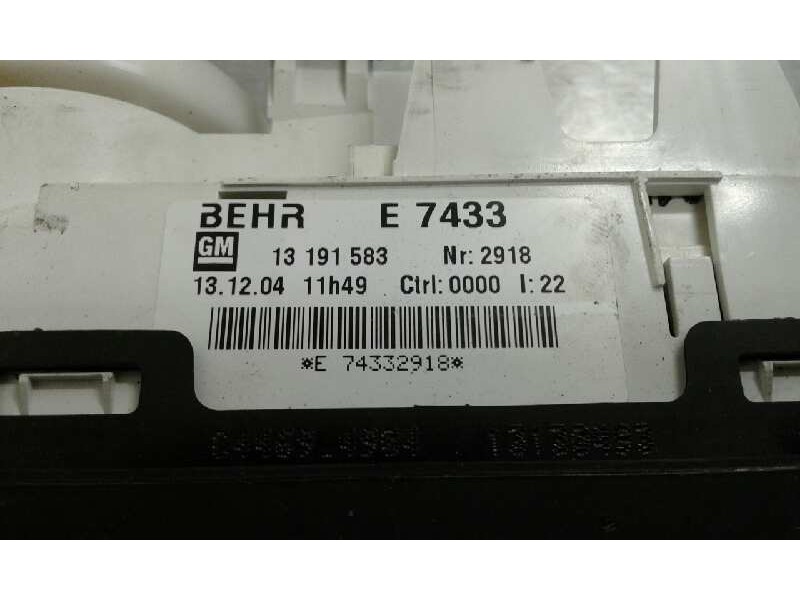 BEHR E 7433
GM 13 191 583 Nr: 2918
13.12.04 11h49 Ctrl: 0000 I: 22
*E 74332918*